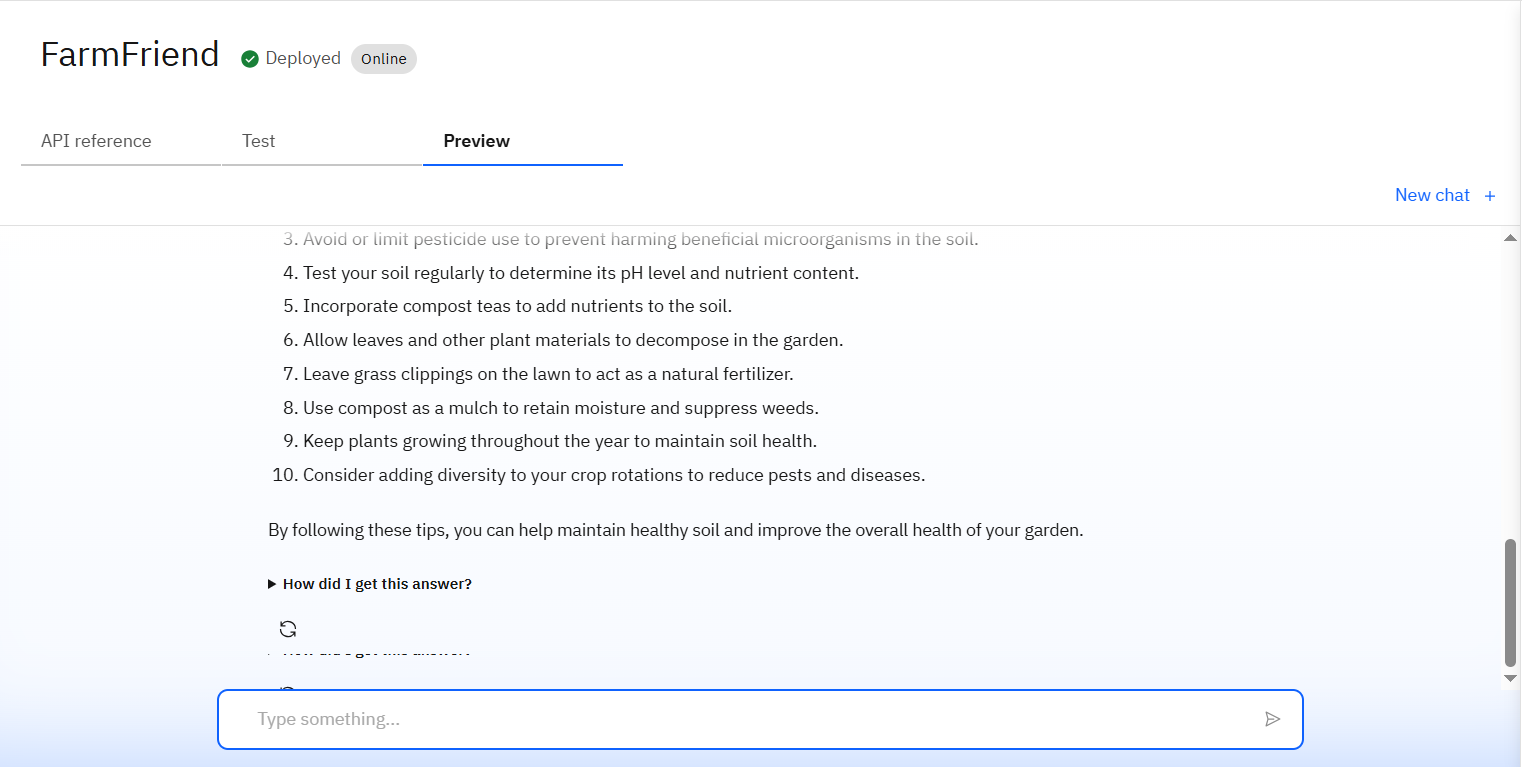 FarmFriend
Deployed
Online
API reference
Test
Preview
New chat +
3. Avoid or limit pesticide use to prevent harming beneficial microorganisms in the soil.
4. Test your soil regularly to determine its pH level and nutrient content.
5. Incorporate compost teas to add nutrients to the soil.
6. Allow leaves and other plant materials to decompose in the garden.
7. Leave grass clippings on the lawn to act as a natural fertilizer.
8. Use compost as a mulch to retain moisture and suppress weeds.
9. Keep plants growing throughout the year to maintain soil health.
10. Consider adding diversity to your crop rotations to reduce pests and diseases.
By following these tips, you can help maintain healthy soil and improve the overall health of your garden.
How did I get this answer?
How did I get this answer?
Type something...